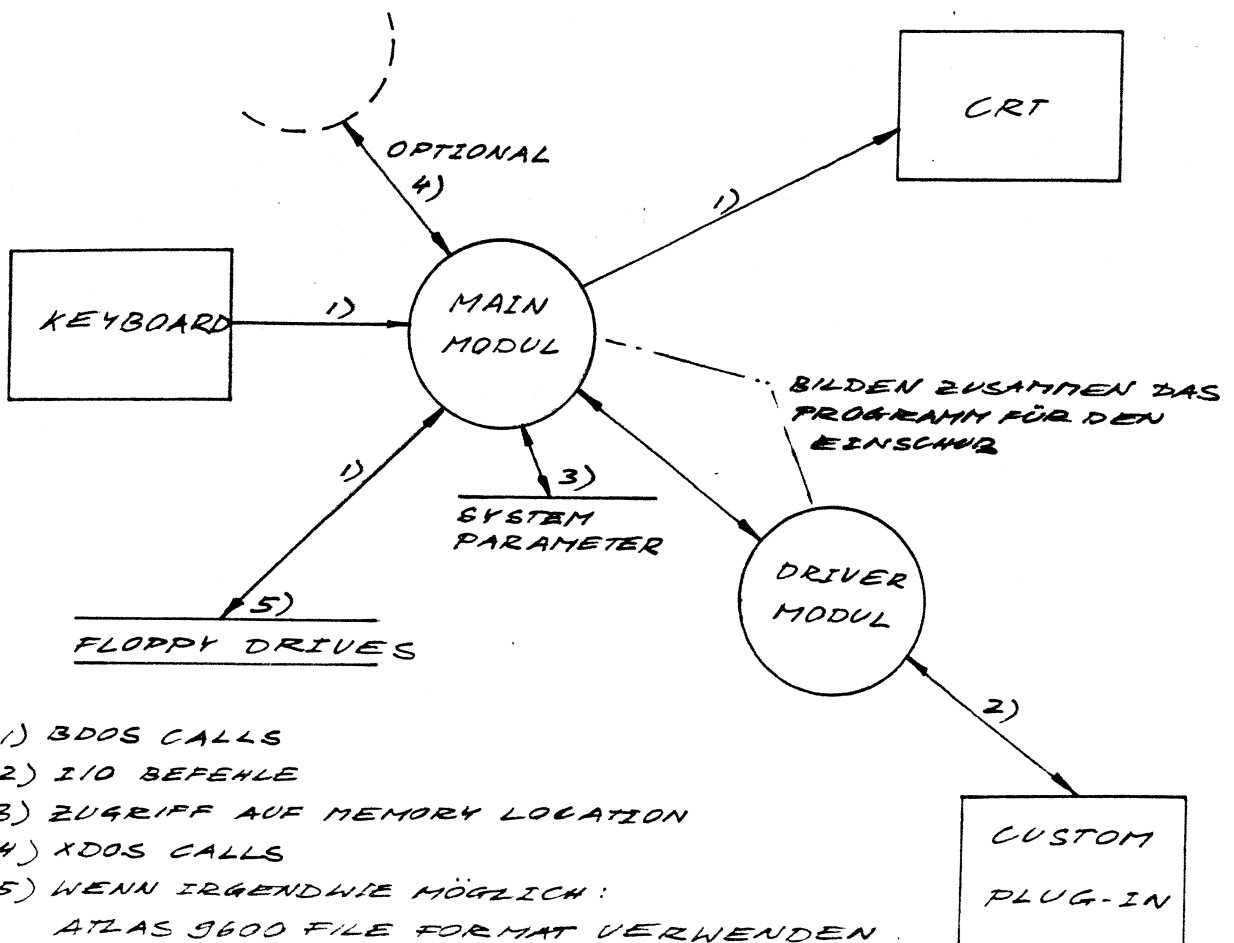 CRT
OPTIONAL
4)
1)
KEYBOARD
1)
MAIN
MODUL
BILDEN ZUSAMMEN DAS
PROGRAMM FÜR DEN
EINSCHUB
1)
3)
SYSTEM
PARAMETER
DRIVER
MODUL
5)
FLOPPY DRIVES
2)
1) BDOS CALLS
2) I/O BEFEHLE
3) ZUGRIFF AUF MEMORY LOCATION
4) XDOS CALLS
5) WENN IRGENDWIE MÖGLICH:
ATLAS 9600 FILE FORMAT VERWENDEN.
CUSTOM
PLUG-IN